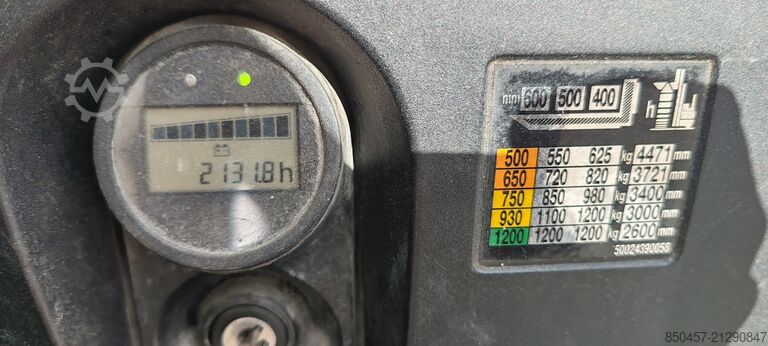 2131.8h
mm 600 500 400 h
500 550 625 kg 4471 mm
650 720 820 kg 3721 mm
750 850 980 kg 3400 mm
930 1100 1200 kg 3000 mm
1200 1200 1200 kg 2600 mm
50024390058
850457-21290847